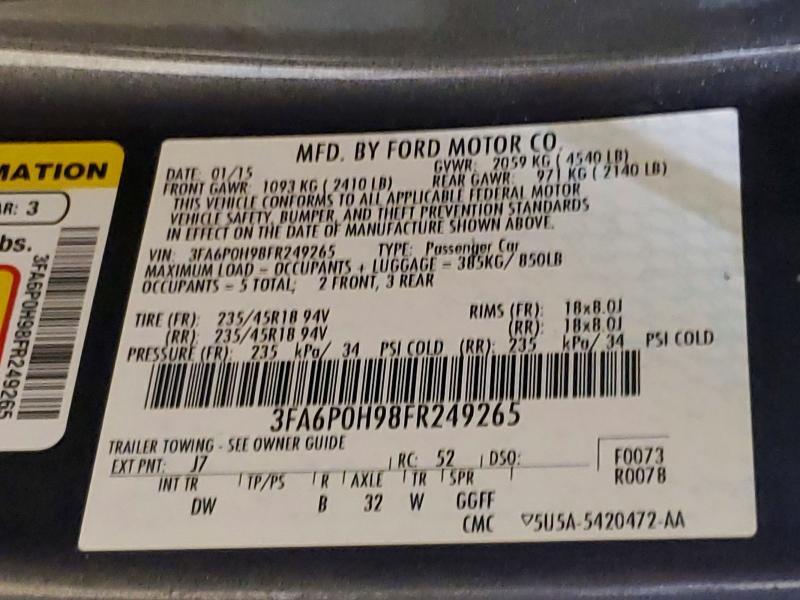 MATION
AR: 3
bs.
3FA6P0H98FR249265
MFD. BY FORD MOTOR CO.
DATE: 01/15 GVWR: 2059 KG ( 4540 LB)
FRONT GAWR: 1093 KG ( 2410 LB) REAR GAWR: 971 KG ( 2140 LB)
THIS VEHICLE CONFORMS TO ALL APPLICABLE FEDERAL MOTOR
VEHICLE SAFETY, BUMPER, AND THEFT PREVENTION STANDARDS
IN EFFECT ON THE DATE OF MANUFACTURE SHOWN ABOVE.
VIN: 3FA6P0H98FR249265 TYPE: Passenger Car
MAXIMUM LOAD = OCCUPANTS + LUGGAGE = 385KG/ 850LB
OCCUPANTS = 5 TOTAL; 2 FRONT, 3 REAR
TIRE (FR): 235/45R18 94V RIMS (FR): 18x8.0J
(RR): 235/45R18 94V (RR): 18x8.0J
PRESSURE (FR): 235 kPa/ 34 PSI COLD (RR): 235 kPa/ 34 PSI COLD
3FA6P0H98FR249265
TRAILER TOWING - SEE OWNER GUIDE
EXT PNT: J7 RC: 52 DSO: F0073
R0078
INT TR TP/PS R AXLE TR SPR
DW B 32 W GGFF
CMC ▽5U5A-5420472-AA